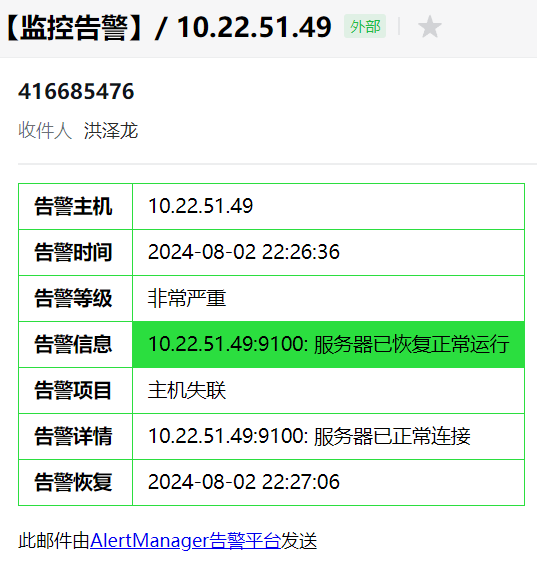 【监控告警】/ 10.22.51.49 外部
416685476
收件人 洪泽龙
告警主机 10.22.51.49
告警时间 2024-08-02 22:26:36
告警等级 非常严重
告警信息 10.22.51.49:9100: 服务器已恢复正常运行
告警项目 主机失联
告警详情 10.22.51.49:9100: 服务器已正常连接
告警恢复 2024-08-02 22:27:06
此邮件由AlertManager告警平台发送